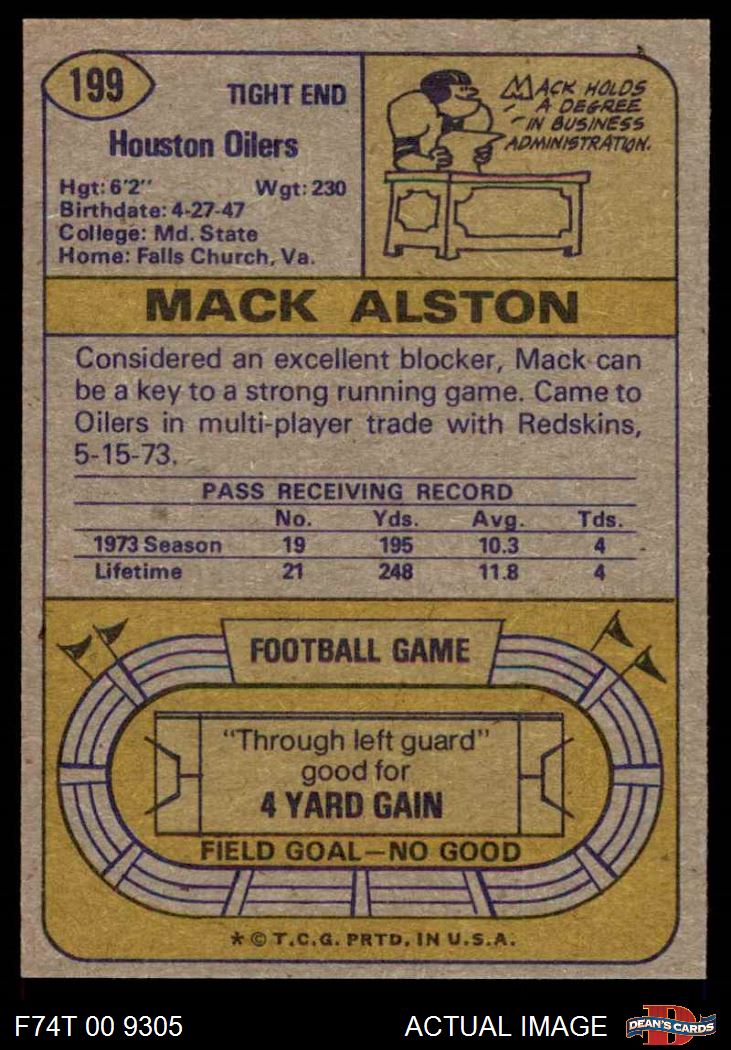 199
TIGHT END
Houston Oilers
Hgt: 6'2" Wgt: 230
Birthdate: 4-27-47
College: Md. State
Home: Falls Church, Va.
MACK HOLDS
A DEGREE
IN BUSINESS
ADMINISTRATION.
MACK ALSTON
Considered an excellent blocker, Mack can
be a key to a strong running game. Came to
Oilers in multi-player trade with Redskins,
5-15-73.
PASS RECEIVING RECORD
No. Yds. Avg. Tds.
1973 Season 19 195 10.3 4
Lifetime 21 248 11.8 4
FOOTBALL GAME
"Through left guard"
good for
4 YARD GAIN
FIELD GOAL—NO GOOD
* © T.C.G. PRTD. IN U.S.A.
F74T 00 9305 ACTUAL IMAGE DEAN'S CARDS